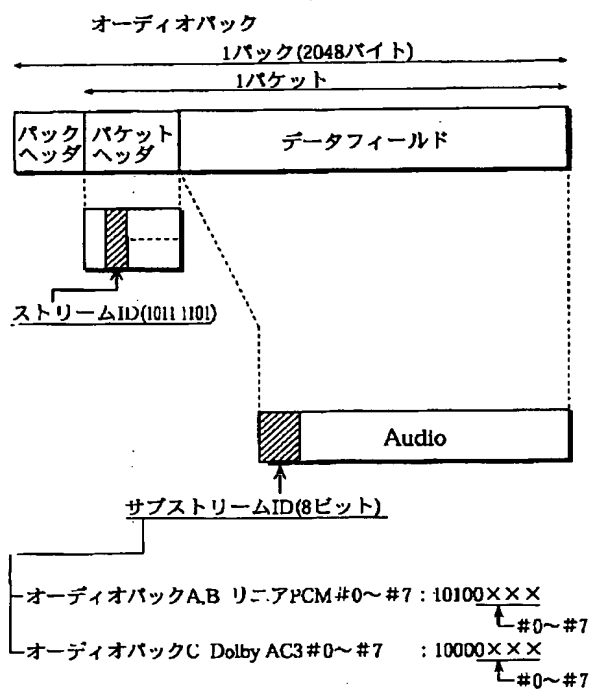 オーディオパック
1パック(2048バイト)
1パケット
パック
ヘッダ
パケット
ヘッダ
データフィールド
ストリームID(1011 1101)
Audio
サブストリームID(8ビット)
オーディオパックA,B リニアPCM#0〜#7:10100×××
#0〜#7
オーディオパックC Dolby AC3#0〜#7 :10000×××
#0〜#7